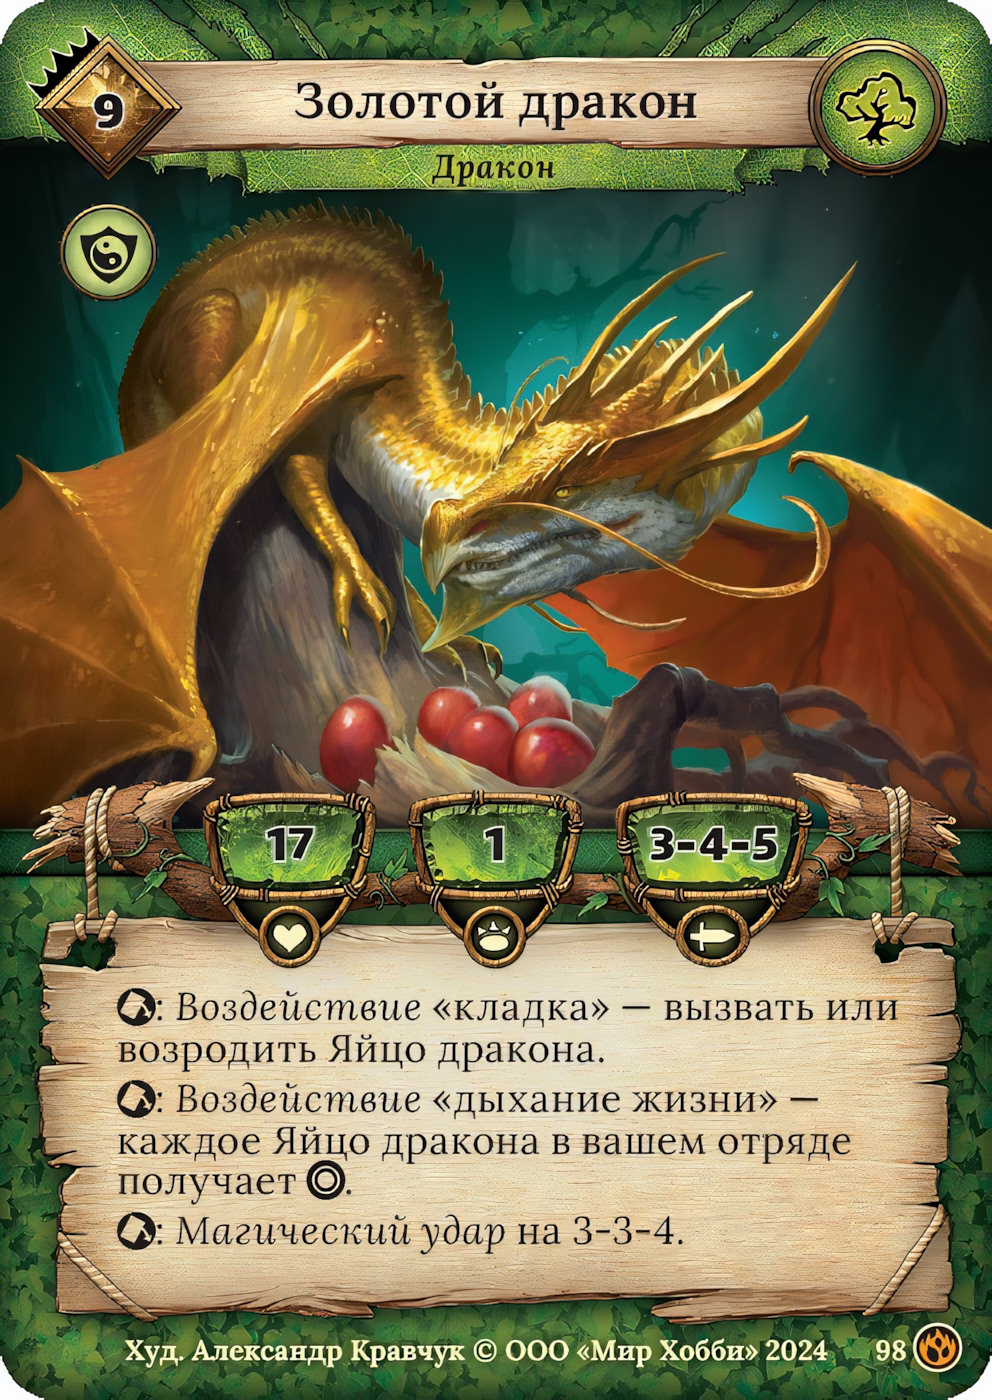 9
Золотой дракон
Дракон
17
1
3-4-5
: Воздействие «кладка» — вызвать или
возродить Яйцо дракона.
: Воздействие «дыхание жизни» —
каждое Яйцо дракона в вашем отряде
получает .
: Магический удар на 3-3-4.
Худ. Александр Кравчук © ООО «Мир Хобби» 2024
98